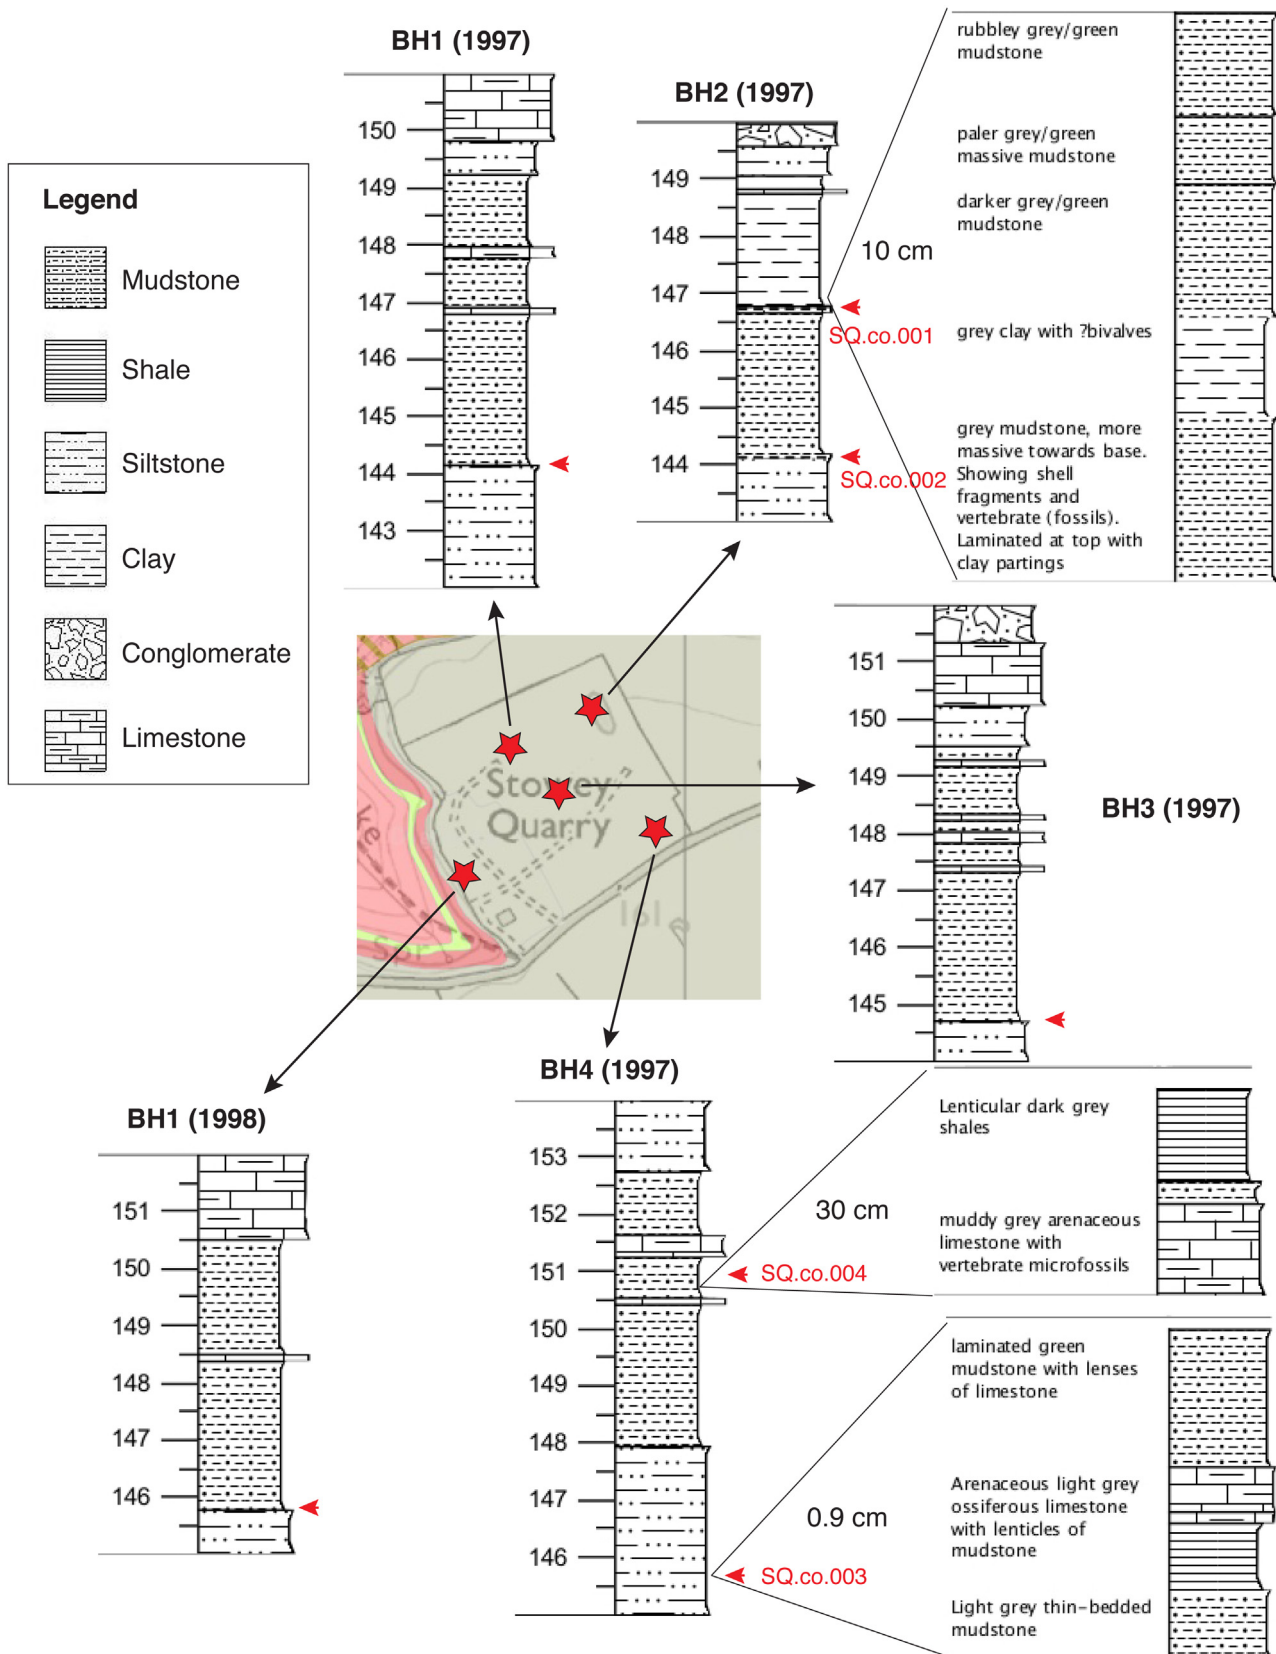 BH1 (1997)
150
149
148
147
146
145
144
143
BH2 (1997)
149
148
147
146
145
144
SQ.co.001
SQ.co.002
10 cm
rubbley grey/green
mudstone
paler grey/green
massive mudstone
darker grey/green
mudstone
grey clay with ?bivalves
grey mudstone, more
massive towards base.
Showing shell
fragments and
vertebrate (fossils).
Laminated at top with
clay partings
Legend
Mudstone
Shale
Siltstone
Clay
Conglomerate
Limestone
Stowey
Quarry
ke
Spr
BH3 (1997)
151
150
149
148
147
146
145
BH1 (1998)
151
150
149
148
147
146
BH4 (1997)
153
152
151
150
149
148
147
146
SQ.co.004
SQ.co.003
30 cm
Lenticular dark grey
shales
muddy grey arenaceous
limestone with
vertebrate microfossils
0.9 cm
laminated green
mudstone with lenses
of limestone
Arenaceous light grey
ossiferous limestone
with lenticles of
mudstone
Light grey thin-bedded
mudstone